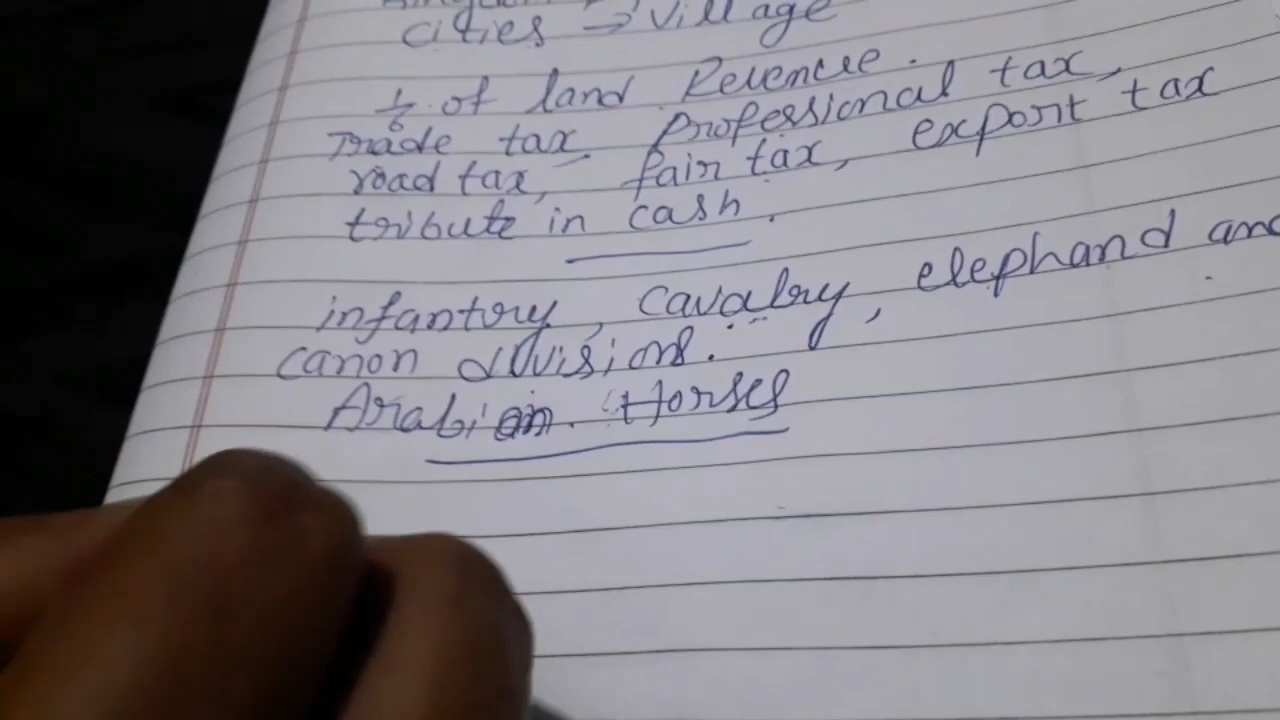 cities → village
1/6 of land Revenue.
Trade tax Professional tax,
road tax, fair tax, export tax
tribute in cash.
infantory, cavalry, elephand and
canon divisions.
Arabian Horses